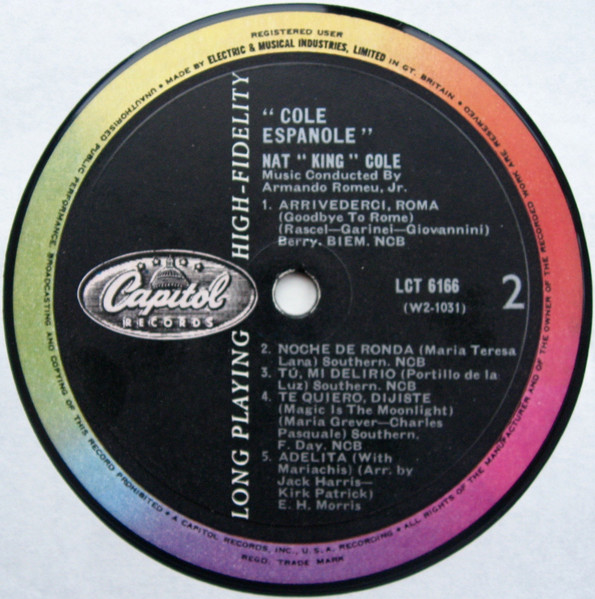 REGISTERED USER
UNAUTHORISED PUBLIC PERFORMANCE, BROADCASTING AND COPYING OF THIS RECORD PROHIBITED • A CAPITOL RECORDS, INC., U.S.A. RECORDING • ALL RIGHTS OF THE MANUFACTURER AND OF THE OWNER OF THE RECORDED WORK ARE RESERVED • MADE BY ELECTRIC & MUSICAL INDUSTRIES, LIMITED IN GT. BRITAIN •
REGD. TRADE MARK
LONG PLAYING HIGH-FIDELITY
Capitol
RECORDS
" COLE
ESPANOLE "
NAT " KING " COLE
Music Conducted By
Armando Romeu, Jr.
1. ARRIVEDERCI, ROMA
(Goodbye To Rome)
(Rascel—Garinei—Giovannini)
Berry. BIEM. NCB
LCT 6166
(W2-1031)
2
2. NOCHE DE RONDA (Maria Teresa
Lara) Southern. NCB
3. TÚ, MI DELIRIO (Portillo de la
Luz) Southern. NCB
4. TE QUIERO, DIJISTE
(Magic Is The Moonlight)
(Maria Grever—Charles
Pasquale) Southern.
F. Day. NCB
5. ADELITA (With
Mariachis) (Arr. by
Jack Harris—
Kirk Patrick)
E. H. Morris